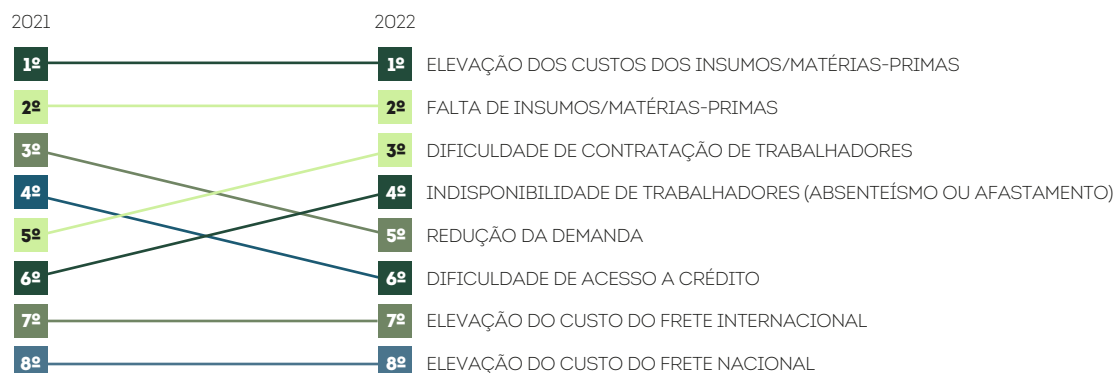 2021 2022
1º 1º ELEVAÇÃO DOS CUSTOS DOS INSUMOS/MATÉRIAS-PRIMAS
2º 2º FALTA DE INSUMOS/MATÉRIAS-PRIMAS
3º 3º DIFICULDADE DE CONTRATAÇÃO DE TRABALHADORES
4º 4º INDISPONIBILIDADE DE TRABALHADORES (ABSENTEÍSMO OU AFASTAMENTO)
5º 5º REDUÇÃO DA DEMANDA
6º 6º DIFICULDADE DE ACESSO A CRÉDITO
7º 7º ELEVAÇÃO DO CUSTO DO FRETE INTERNACIONAL
8º 8º ELEVAÇÃO DO CUSTO DO FRETE NACIONAL